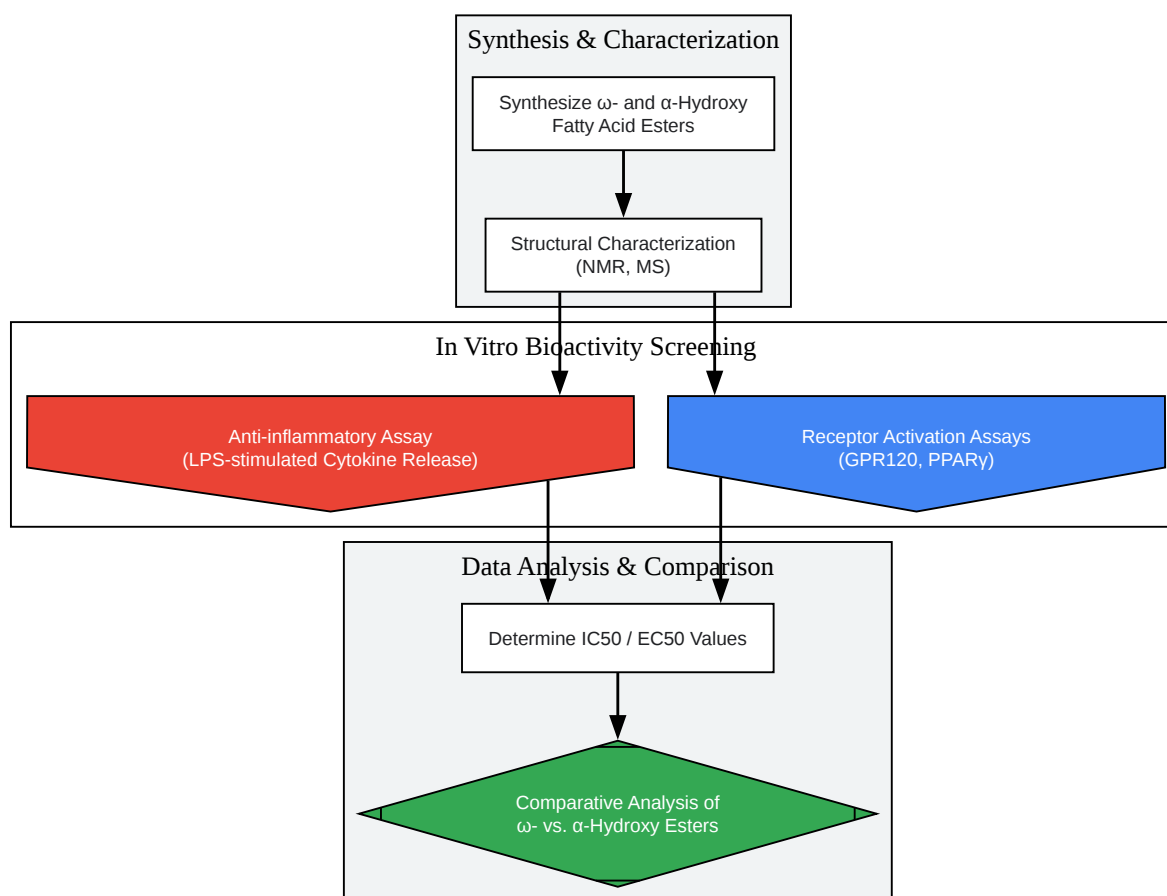 Synthesis & Characterization
Synthesize ω- and α-Hydroxy
Fatty Acid Esters
Structural Characterization
(NMR, MS)
In Vitro Bioactivity Screening
Anti-inflammatory Assay
(LPS-stimulated Cytokine Release)
Receptor Activation Assays
(GPR120, PPARγ)
Data Analysis & Comparison
Determine IC50 / EC50 Values
Comparative Analysis of
ω- vs. α-Hydroxy Esters